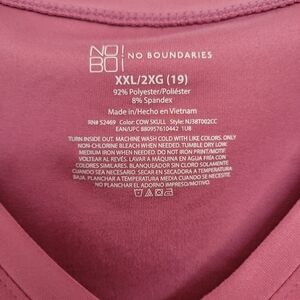 NO!
BO!
NO BOUNDARIES
XXL/2XG (19)
92% Polyester/Poliéster
8% Spandex
Made in/Hecho en Vietnam
RN# 52469 Color: COW SKULL Style: NJ38T002CC
EAN/UPC 880957610442 1U8
TURN INSIDE OUT. MACHINE WASH COLD WITH LIKE COLORS. ONLY
NON-CHLORINE BLEACH WHEN NEEDED. TUMBLE DRY LOW.
MEDIUM IRON WHEN NEEDED. DO NOT IRON PRINT/MOTIF.
VOLTEAR AL REVÉS. LAVAR A MÁQUINA EN AGUA FRÍA CON
COLORES SIMILARES. BLANQUEADOR SIN CLORO SOLAMENTE
CUANDO SEA NECESARIO. SECAR EN SECADORA A TEMPERATURA
BAJA. PLANCHAR A TEMPERATURA MEDIA CUANDO SEA NECESARIO.
NO PLANCHAR EL ADORNO IMPRESO/MOTIVO.